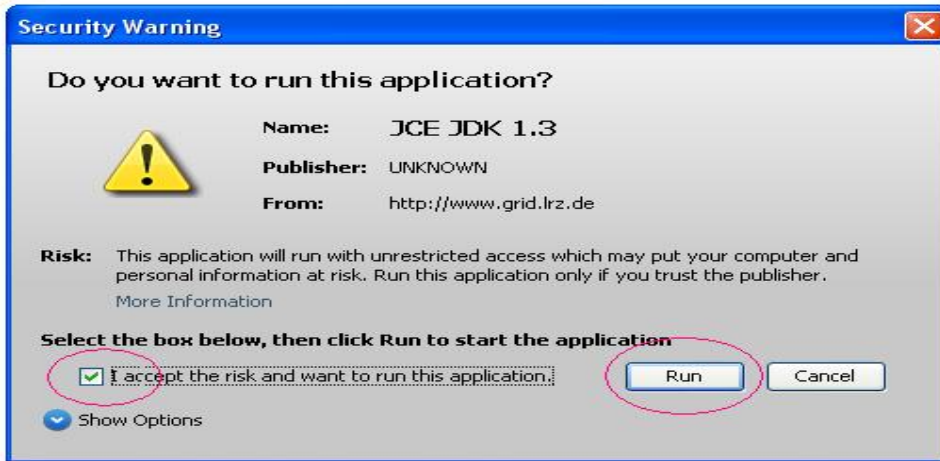 Security Warning
Do you want to run this application?
Name: JCE JDK 1.3
Publisher: UNKNOWN
From: http://www.grid.lrz.de
Risk: This application will run with unrestricted access which may put your computer and
personal information at risk. Run this application only if you trust the publisher.
More Information
Select the box below, then click Run to start the application
I accept the risk and want to run this application. Run Cancel
Show Options